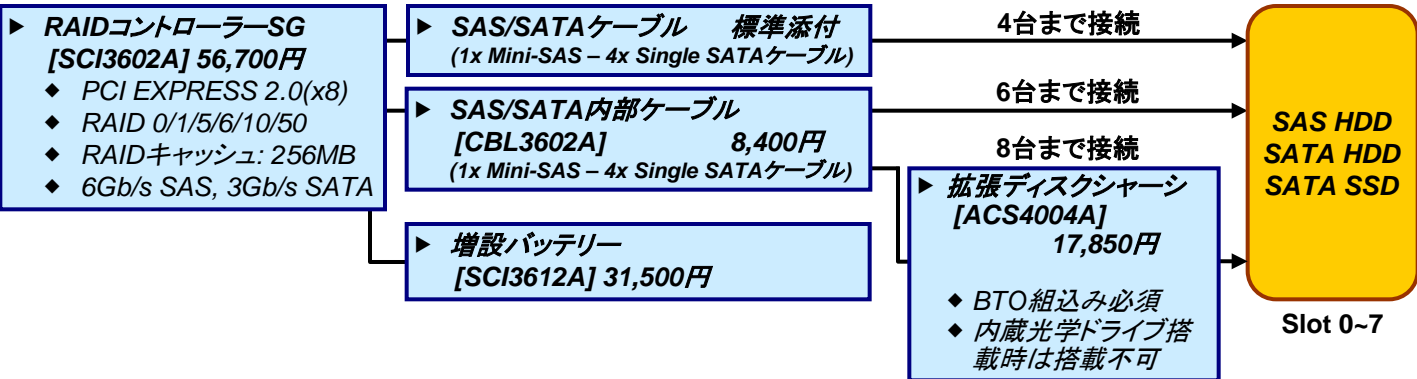 ▶ RAIDコントローラーSG
[SCI3602A] 56,700円
◆ PCI EXPRESS 2.0(x8)
◆ RAID 0/1/5/6/10/50
◆ RAIDキャッシュ: 256MB
◆ 6Gb/s SAS, 3Gb/s SATA
▶ SAS/SATAケーブル 標準添付
(1x Mini-SAS – 4x Single SATAケーブル)
4台まで接続
▶ SAS/SATA内部ケーブル
[CBL3602A] 8,400円
(1x Mini-SAS – 4x Single SATAケーブル)
6台まで接続
8台まで接続
▶ 増設バッテリー
[SCI3612A] 31,500円
▶ 拡張ディスクシャーシ
[ACS4004A]
17,850円
◆ BTO組込み必須
◆ 内蔵光学ドライブ搭
載時は搭載不可
SAS HDD
SATA HDD
SATA SSD
Slot 0~7